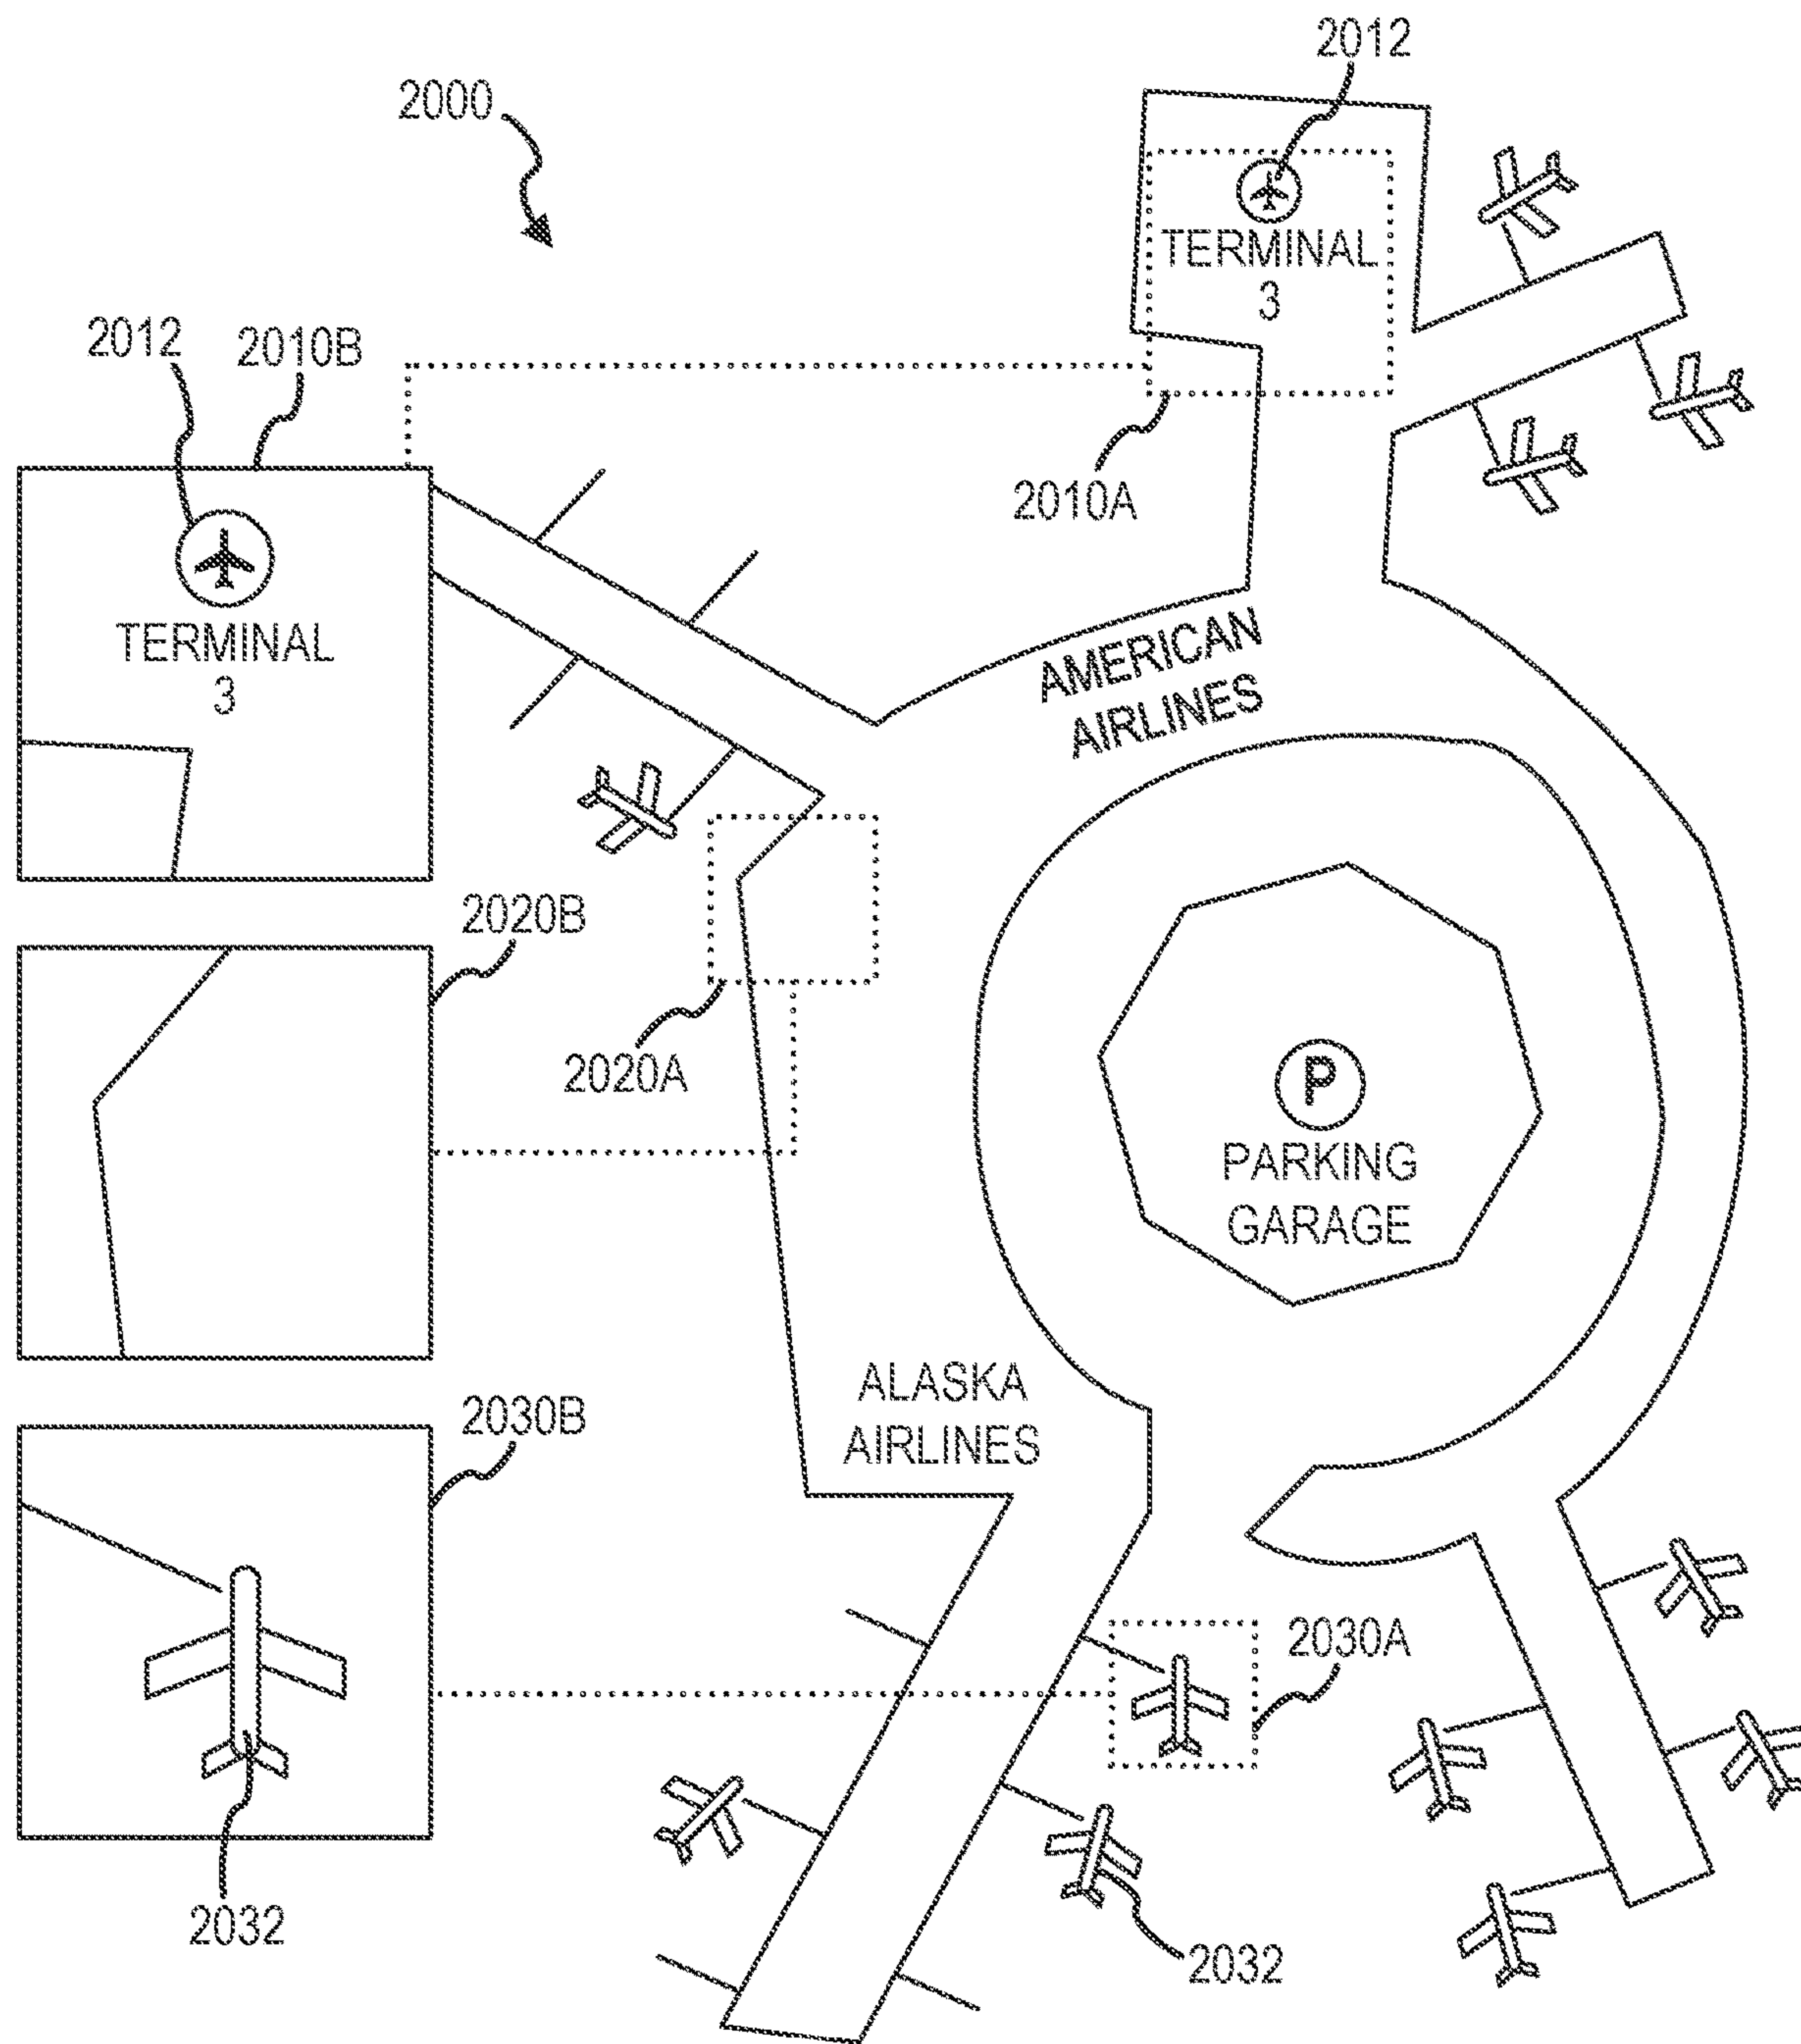 2012
2000
TERMINAL
3
2012
2010B
2010A
TERMINAL
3
AMERICAN
AIRLINES
2020B
2020A
P
PARKING
GARAGE
ALASKA
AIRLINES
2030B
2030A
2032
2032